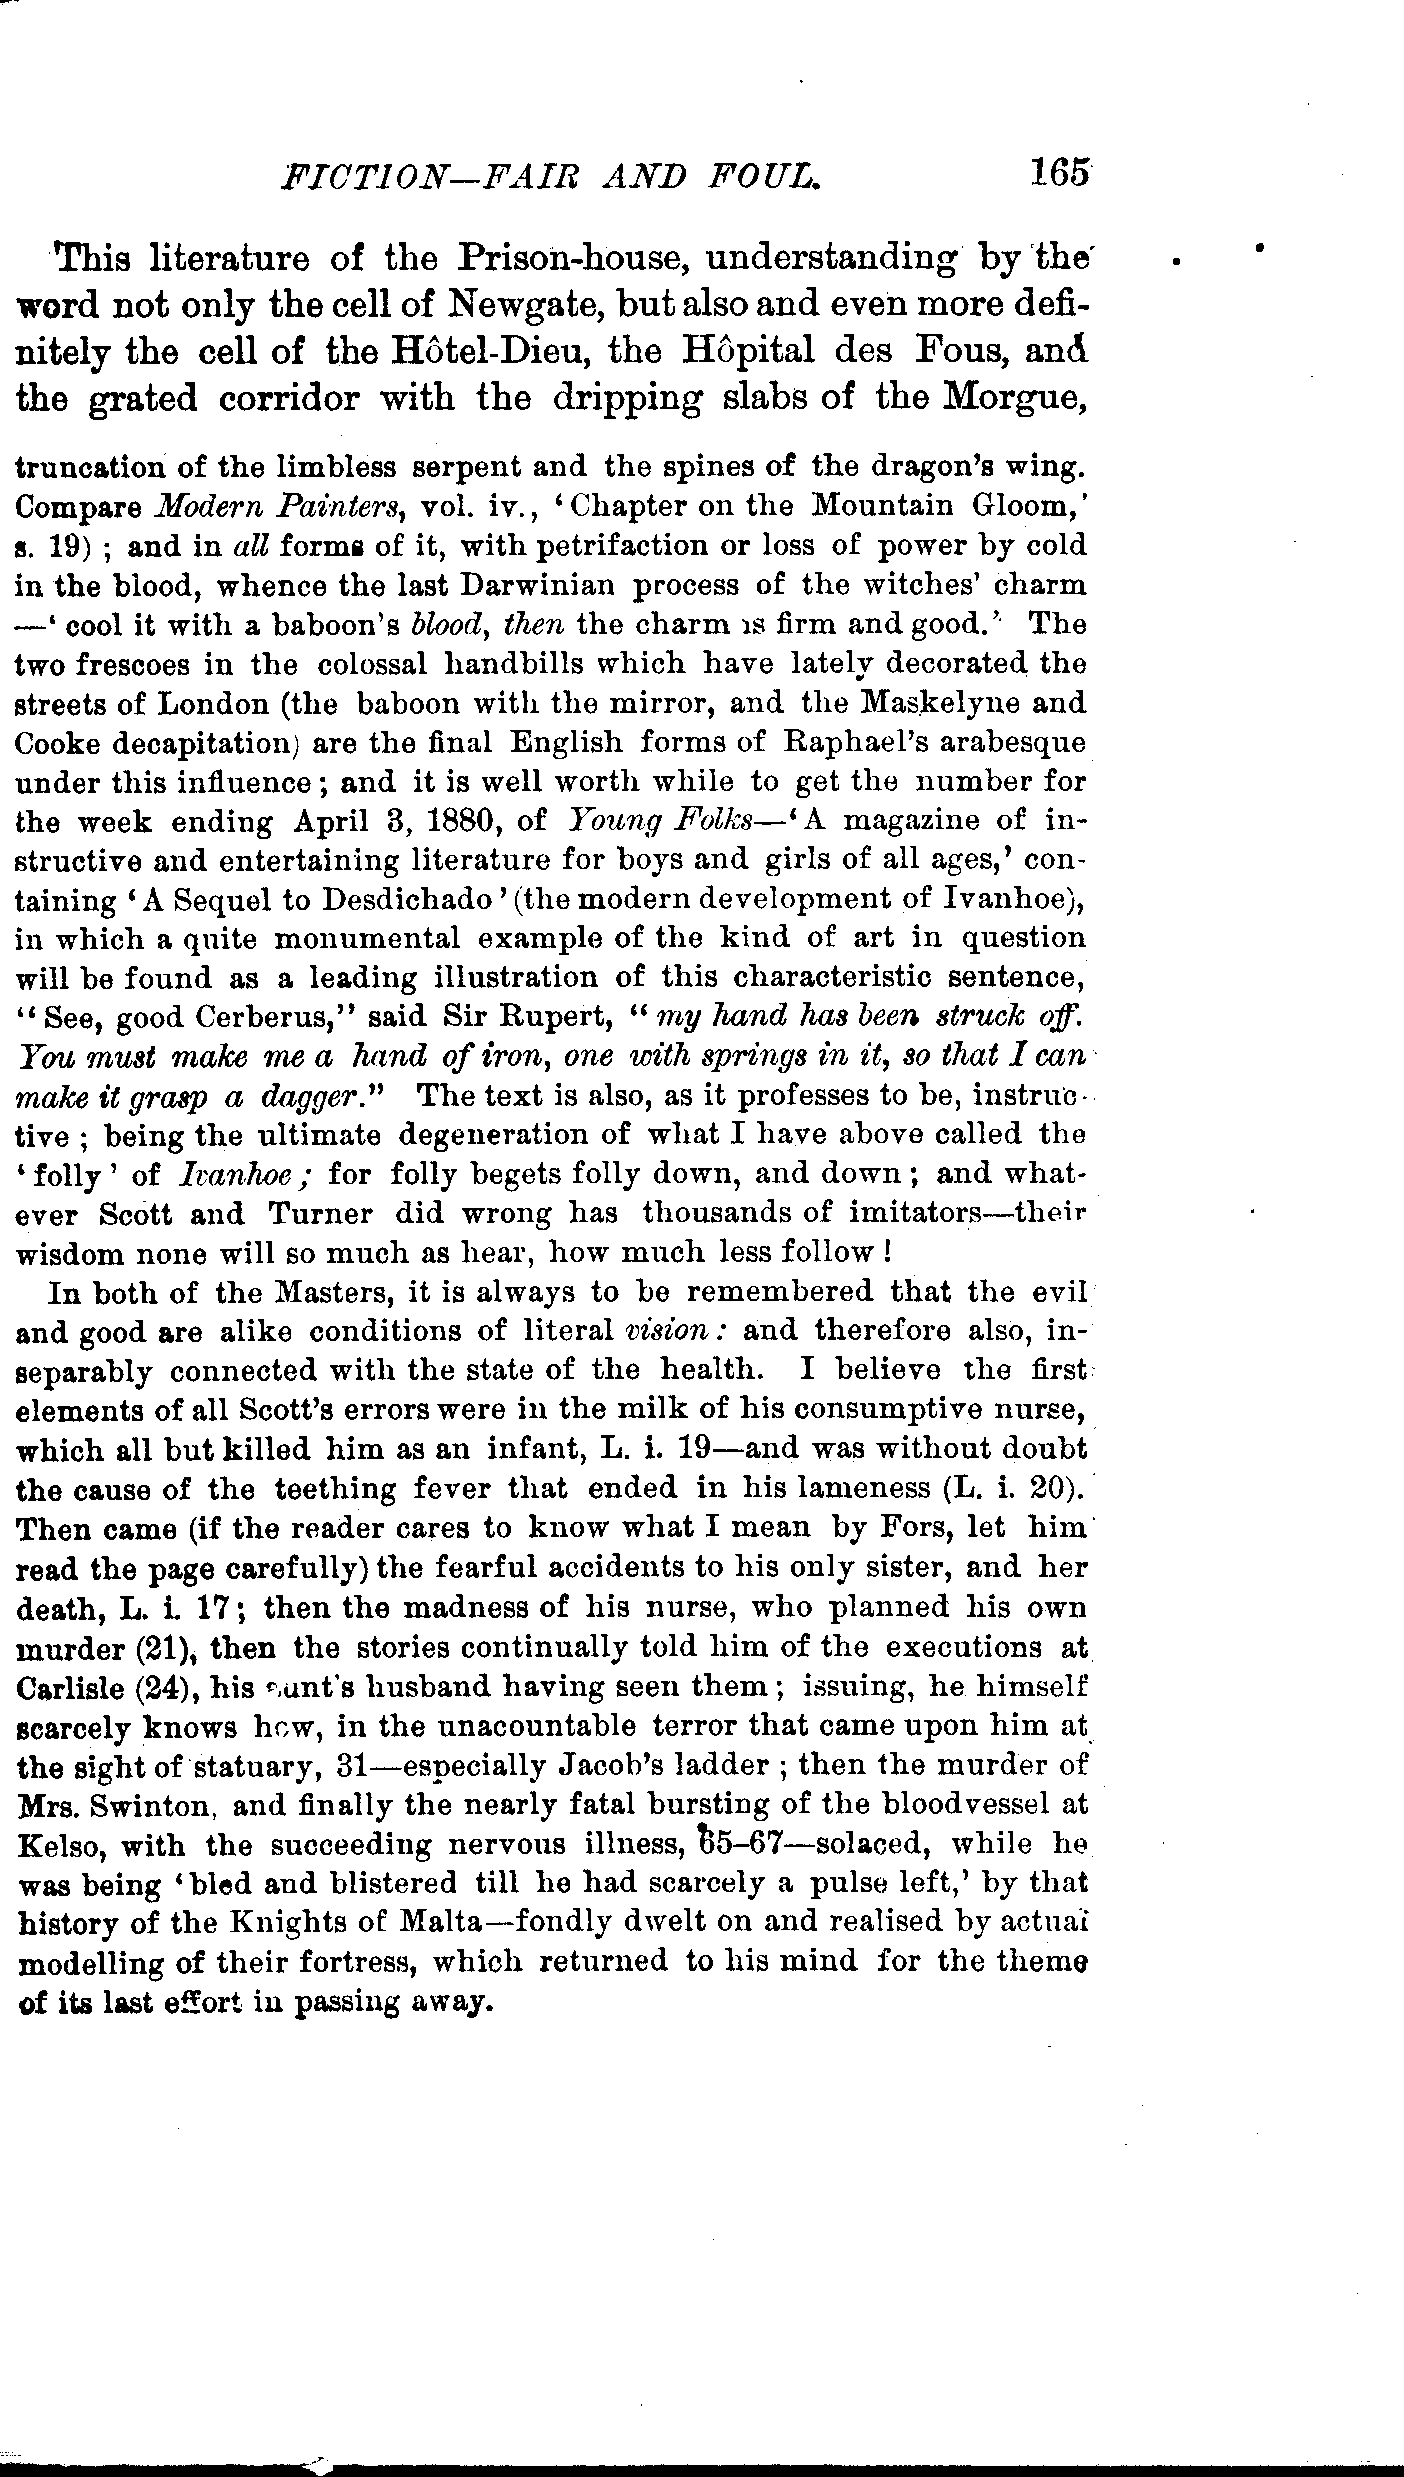 FICTION—FAIR AND FOUL. 165
This literature of the Prison-house, understanding by the
word not only the cell of Newgate, but also and even more defi-
nitely the cell of the Hôtel-Dieu, the Hôpital des Fous, and
the grated corridor with the dripping slabs of the Morgue,
truncation of the limbless serpent and the spines of the dragon's wing.
Compare Modern Painters, vol. iv., ‘Chapter on the Mountain Gloom,’
s. 19) ; and in all forms of it, with petrifaction or loss of power by cold
in the blood, whence the last Darwinian process of the witches’ charm
—‘ cool it with a baboon's blood, then the charm is firm and good.’ The
two frescoes in the colossal handbills which have lately decorated the
streets of London (the baboon with the mirror, and the Maskelyne and
Cooke decapitation) are the final English forms of Raphael's arabesque
under this influence ; and it is well worth while to get the number for
the week ending April 3, 1880, of Young Folks—‘A magazine of in-
structive and entertaining literature for boys and girls of all ages,’ con-
taining ‘A Sequel to Desdichado’ (the modern development of Ivanhoe),
in which a quite monumental example of the kind of art in question
will be found as a leading illustration of this characteristic sentence,
“See, good Cerberus,” said Sir Rupert, “my hand has been struck off.
You must make me a hand of iron, one with springs in it, so that I can
make it grasp a dagger.” The text is also, as it professes to be, instruc-
tive ; being the ultimate degeneration of what I have above called the
‘folly’ of Ivanhoe ; for folly begets folly down, and down ; and what-
ever Scott and Turner did wrong has thousands of imitators—their
wisdom none will so much as hear, how much less follow !
In both of the Masters, it is always to be remembered that the evil
and good are alike conditions of literal vision : and therefore also, in-
separably connected with the state of the health. I believe the first
elements of all Scott's errors were in the milk of his consumptive nurse,
which all but killed him as an infant, L. i. 19—and was without doubt
the cause of the teething fever that ended in his lameness (L. i. 20).
Then came (if the reader cares to know what I mean by Fors, let him
read the page carefully) the fearful accidents to his only sister, and her
death, L. i. 17 ; then the madness of his nurse, who planned his own
murder (21), then the stories continually told him of the executions at
Carlisle (24), his aunt's husband having seen them ; issuing, he himself
scarcely knows how, in the unacountable terror that came upon him at
the sight of statuary, 31—especially Jacob's ladder ; then the murder of
Mrs. Swinton, and finally the nearly fatal bursting of the bloodvessel at
Kelso, with the succeeding nervous illness, 65–67—solaced, while he
was being ‘bled and blistered till he had scarcely a pulse left,’ by that
history of the Knights of Malta—fondly dwelt on and realised by actual
modelling of their fortress, which returned to his mind for the theme
of its last effort in passing away.